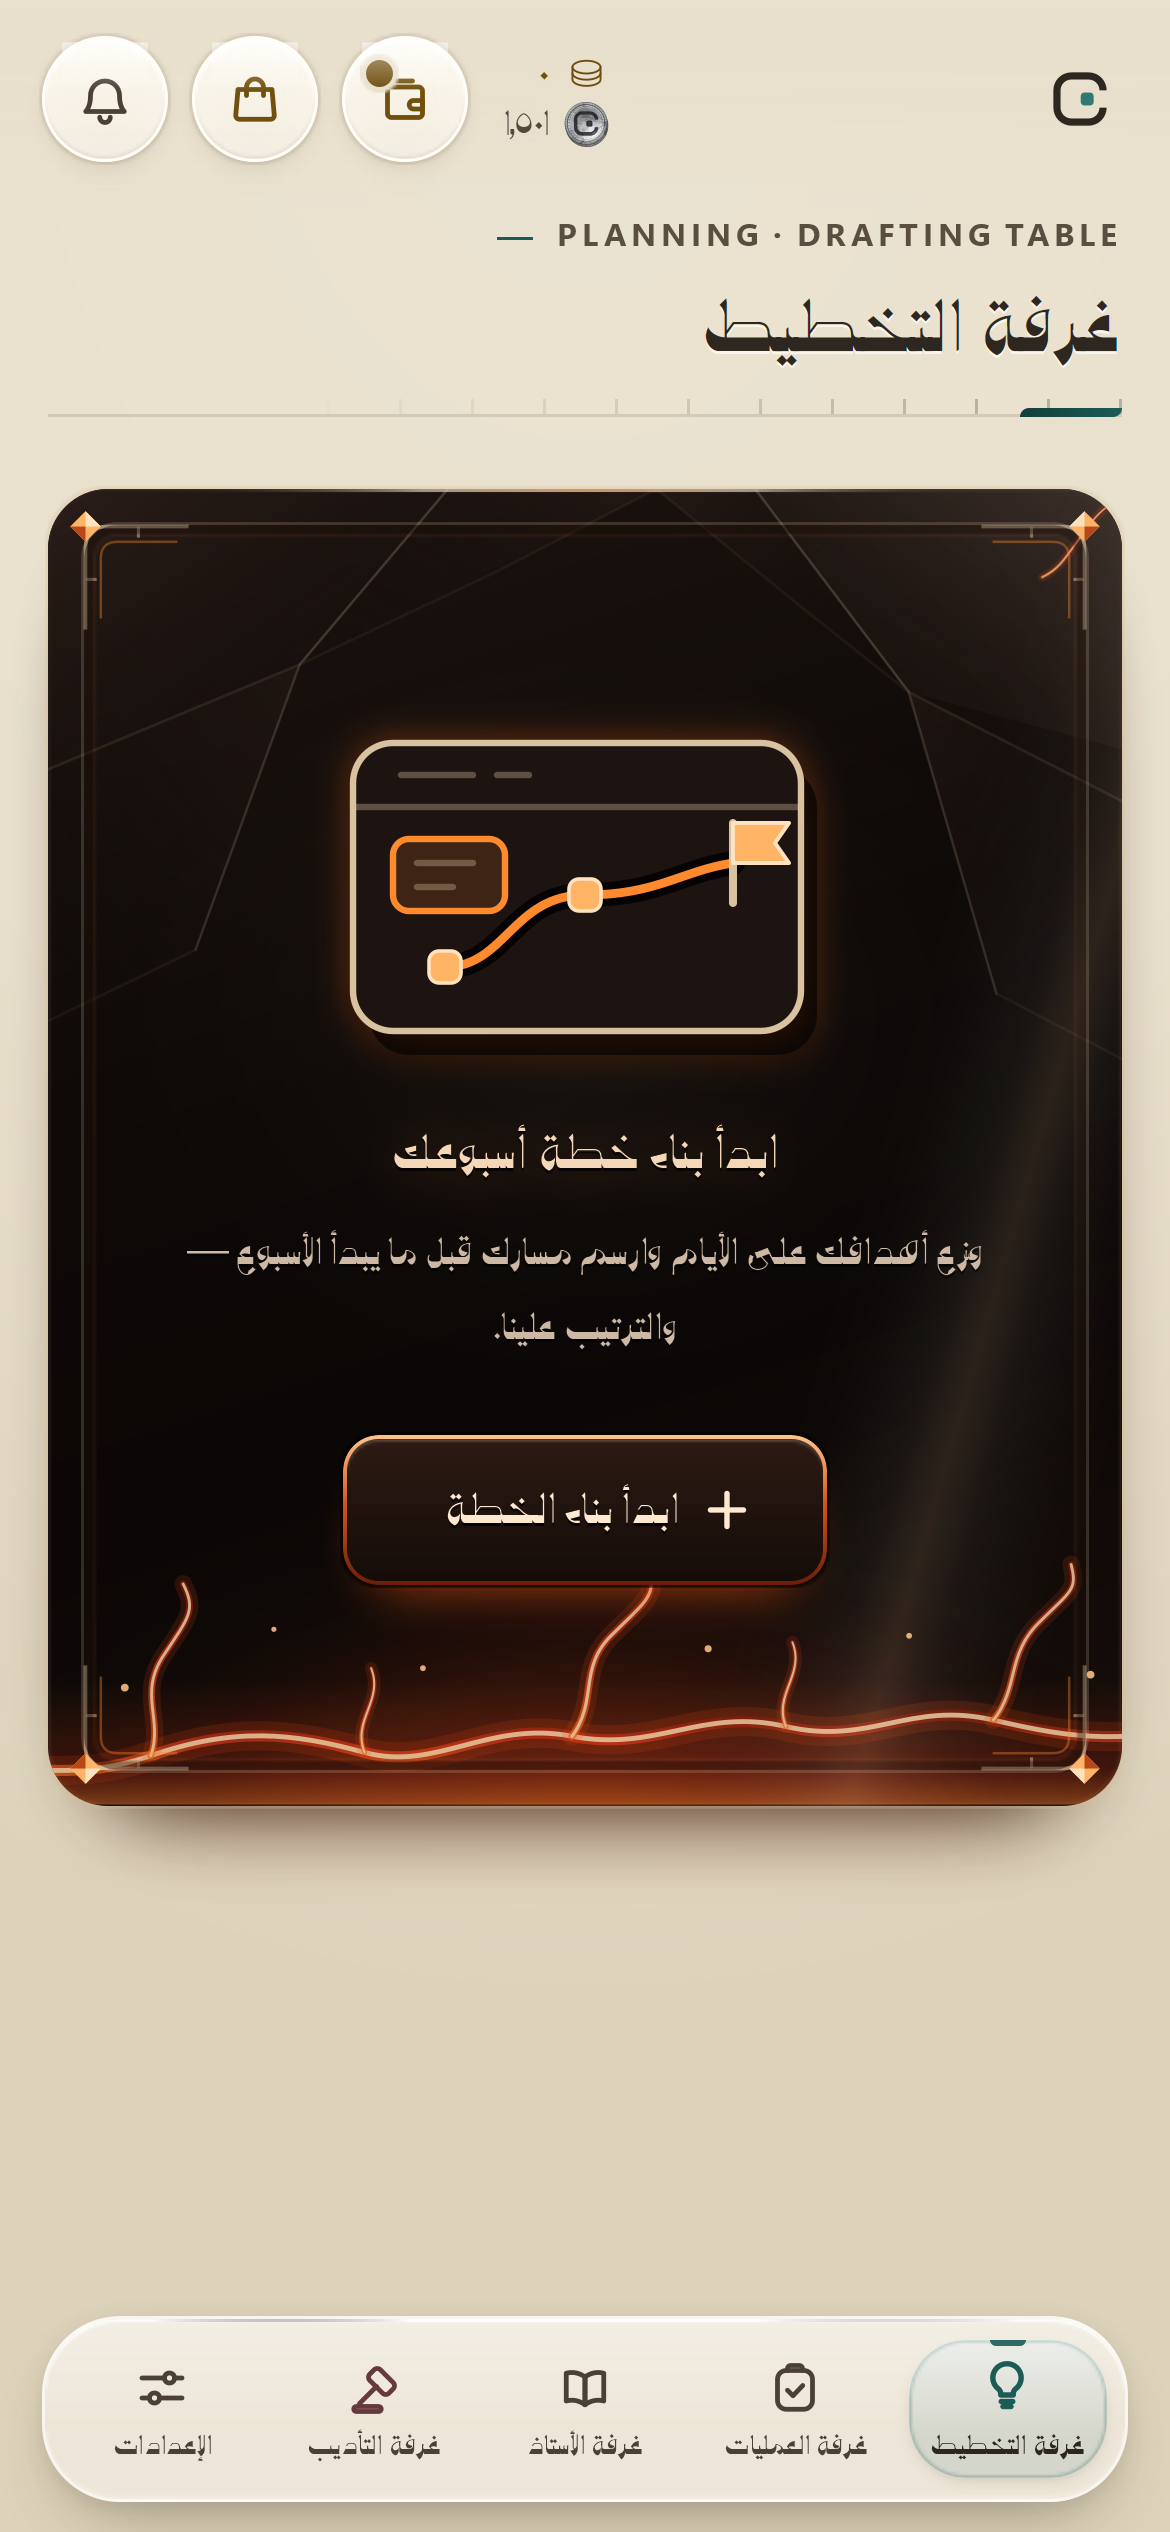 ٠
١,٥٠١
PLANNING · DRAFTING TABLE —
غرفة التخطيط
ابدأ بناء خطة أسبوعك
وزع أهدافك على الأيام وارسم مسارك قبل ما يبدأ الأسبوع —
والترتيب علينا.
ابدأ بناء الخطة
غرفة التخطيط
غرفة العمليات
غرفة الأستاذ
غرفة التأديب
الإعدادات